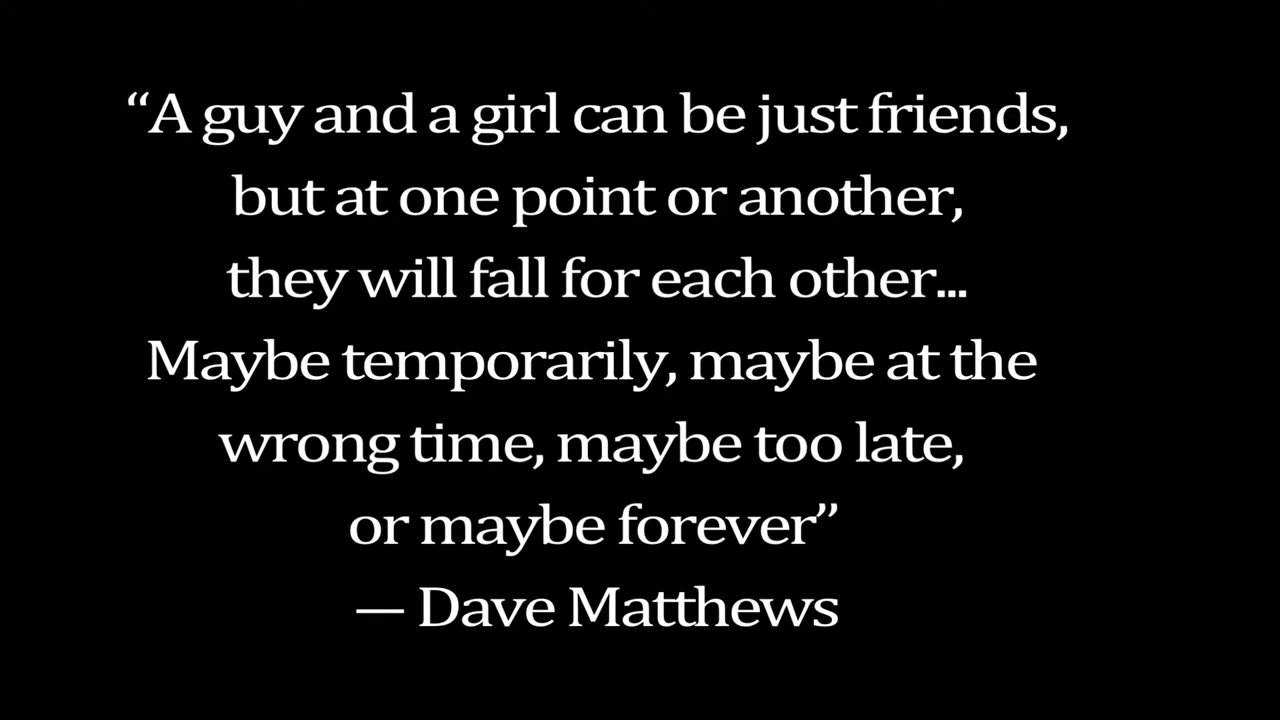 “A guy and a girl can be just friends,
but at one point or another,
they will fall for each other...
Maybe temporarily, maybe at the
wrong time, maybe too late,
or maybe forever”
— Dave Matthews